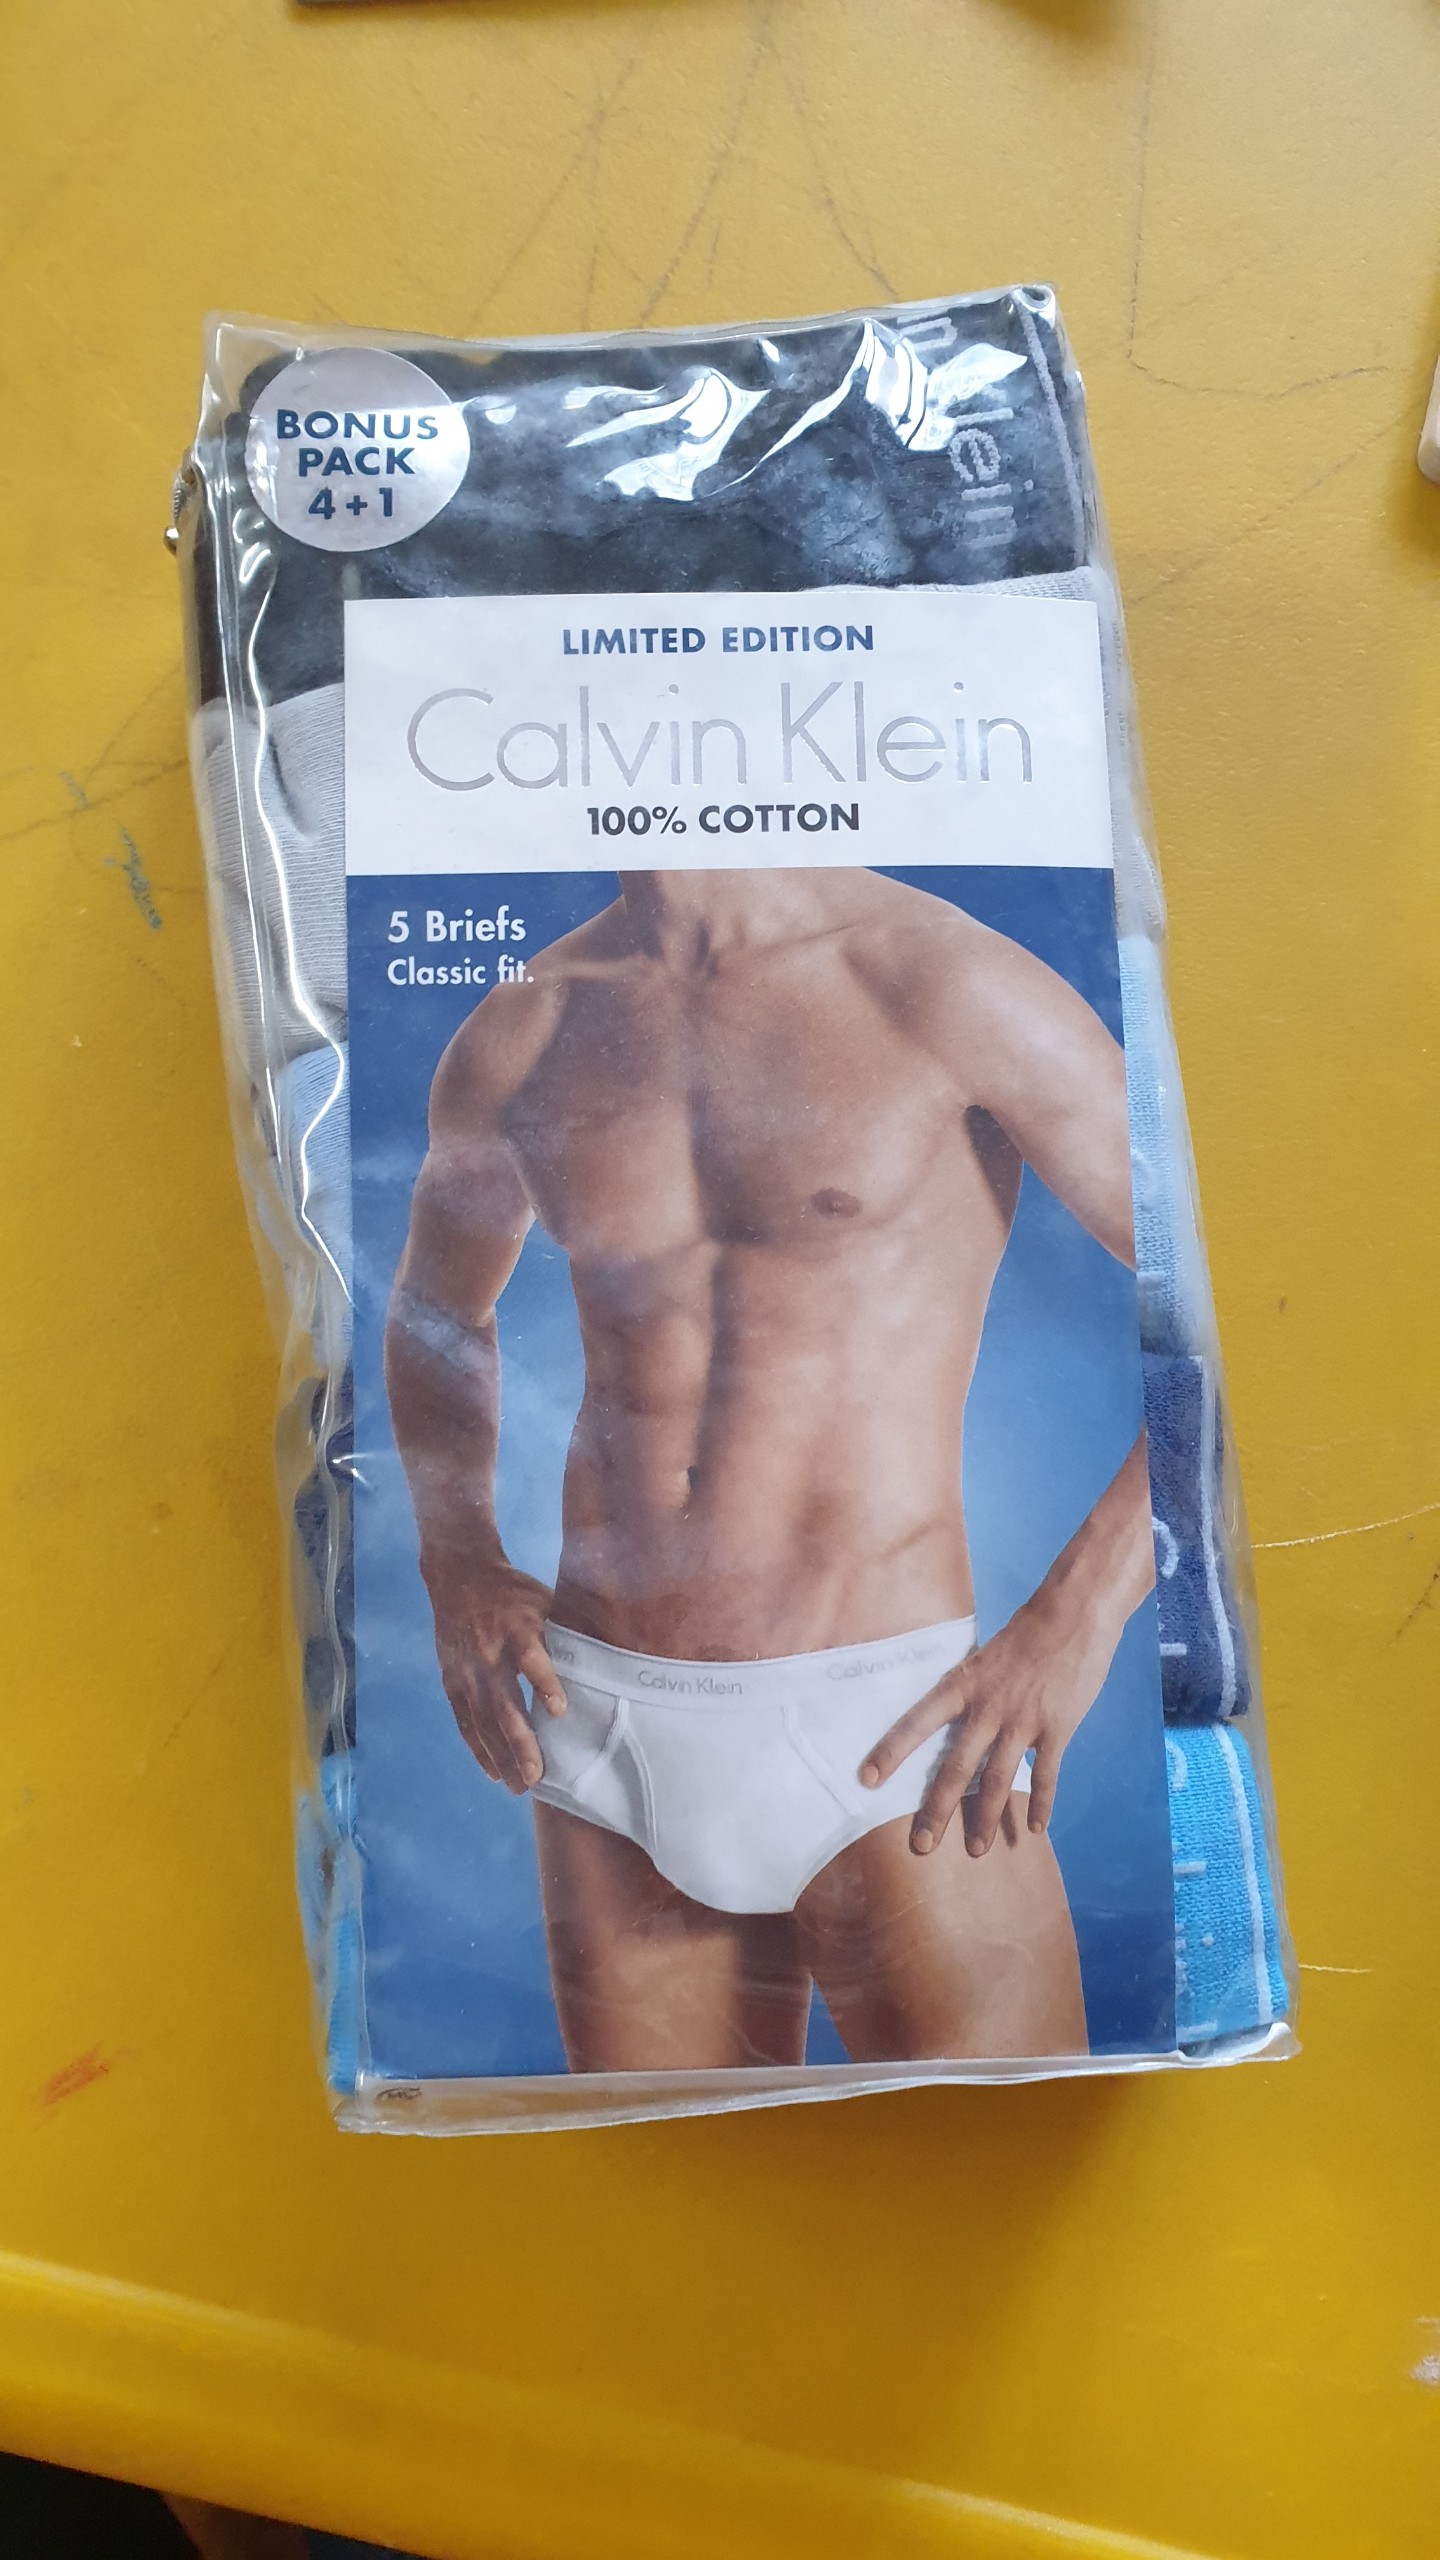 BONUS
PACK
4+1
LIMITED EDITION
Calvin Klein
100% COTTON
5 Briefs
Classic fit.
Calvin Klein
Calvin Klein